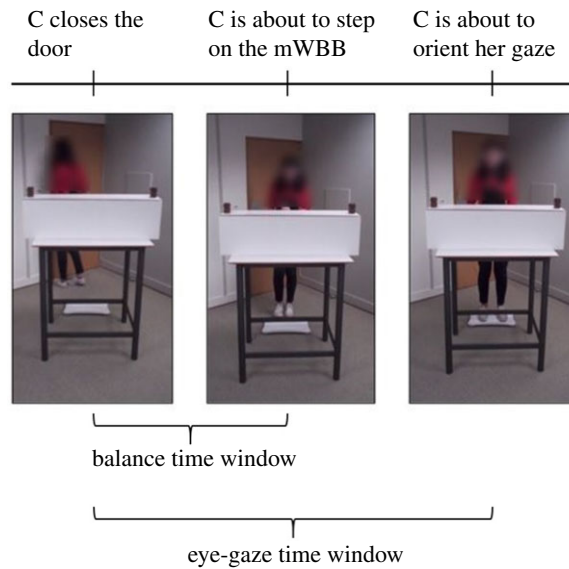 C closes the
door
C is about to step
on the mWBB
C is about to
orient her gaze
balance time window
eye-gaze time window